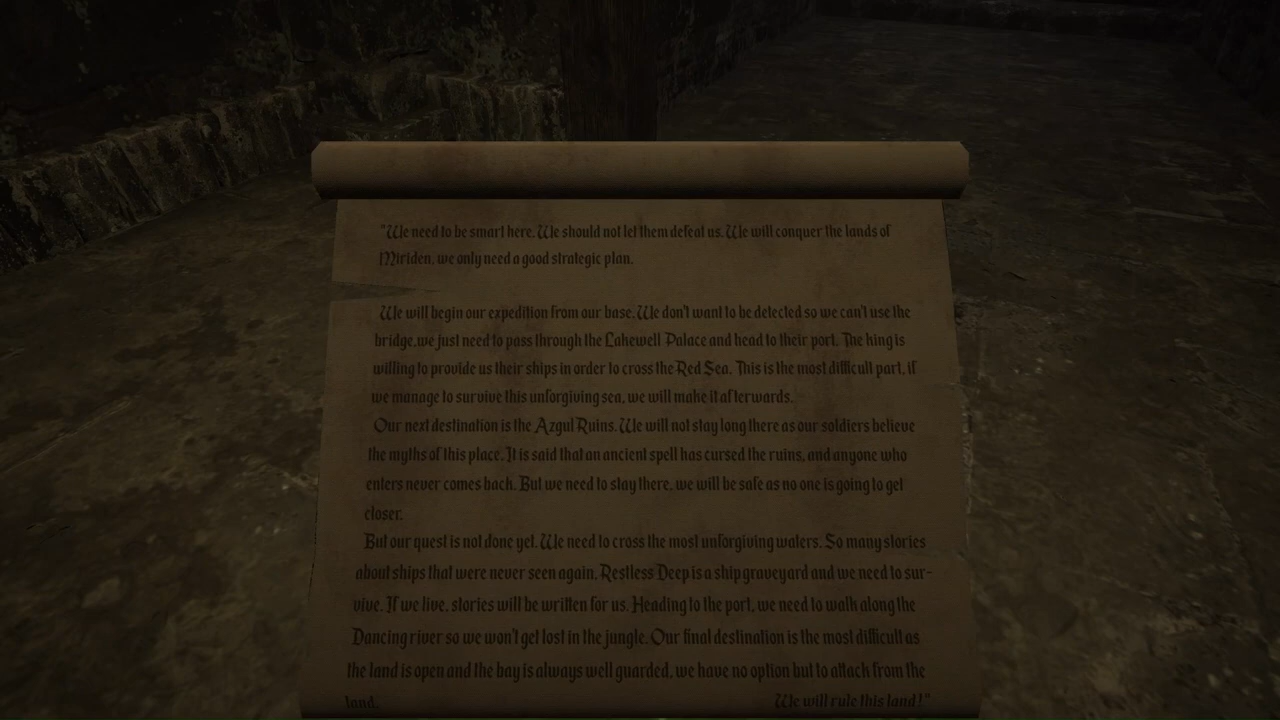 "We need to be smart here. We should not let them defeat us. We will conquer the lands of
Miriden, we only need a good strategic plan.
We will begin our expedition from our base. We don't want to be detected so we can't use the
bridge,we just need to pass through the Lakewell Palace and head to their port. The king is
willing to provide us their ships in order to cross the Red Sea. This is the most difficult part, if
we manage to survive this unforgiving sea, we will make it afterwards.
Our next destination is the Azgul Ruins. We will not stay long there as our soldiers believe
the myths of this place. It is said that an ancient spell has cursed the ruins, and anyone who
enters never comes back. But we need to stay there, we will be safe as no one is going to get
closer.
But our quest is not done yet. We need to cross the most unforgiving waters. So many stories
about ships that were never seen again. Restless Deep is a ship graveyard and we need to sur-
vive. If we live, stories will be written for us. Heading to the port, we need to walk along the
Dancing river so we won't get lost in the jungle. Our final destination is the most difficult as
the land is open and the bay is always well guarded, we have no option but to attack from the
land. We will rule this land!"